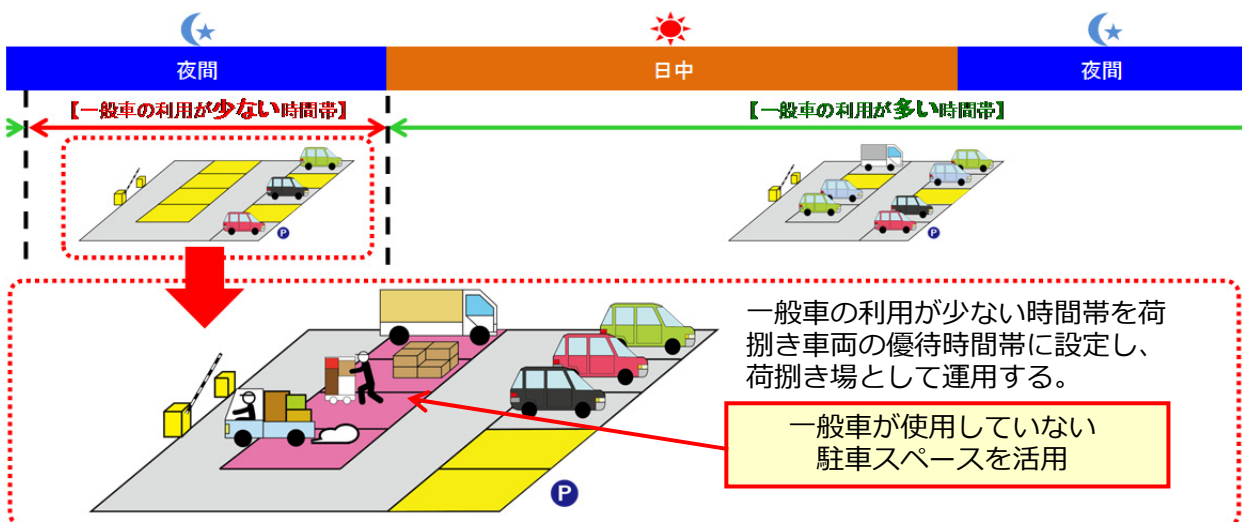 夜間
日中
夜間
【一般車の利用が少ない時間帯】
【一般車の利用が多い時間帯】
P
P
一般車の利用が少ない時間帯を荷
捌き車両の優待時間帯に設定し、
荷捌き場として運用する。
一般車が使用していない
駐車スペースを活用
P